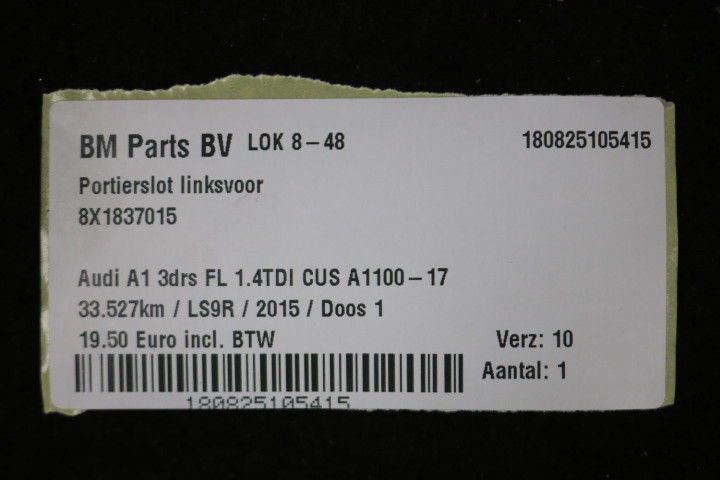 BM Parts BV LOK 8-48 180825105415
Portierslot linksvoor
8X1837015
Audi A1 3drs FL 1.4TDI CUS A1100-17
33.527km / LS9R / 2015 / Doos 1
19.50 Euro incl. BTW Verz: 10
Aantal: 1
180825105415